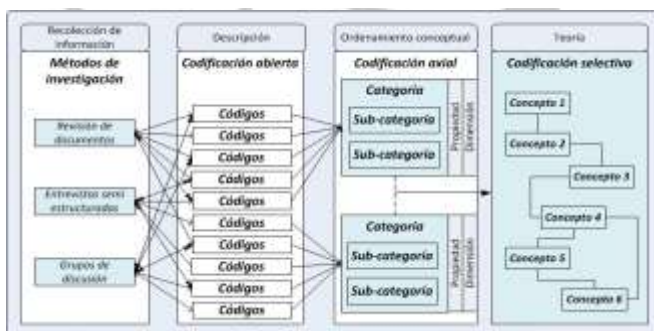 Recolección de
información
Métodos de
investigación
Revisión de
documentos
Entrevistas semi
estructuradas
Grupos de
discusión
Descripción
Codificación abierta
Códigos
Códigos
Códigos
Códigos
Códigos
Códigos
Códigos
Códigos
Códigos
Códigos
Ordenamiento conceptual
Codificación axial
Categoría
Sub-categoría
Sub-categoría
Propiedad
Dimensión
Categoría
Sub-categoría
Sub-categoría
Propiedad
Dimensión
Teoría
Codificación selectiva
Concepto 1
Concepto 2
Concepto 3
Concepto 4
Concepto 5
Concepto 6